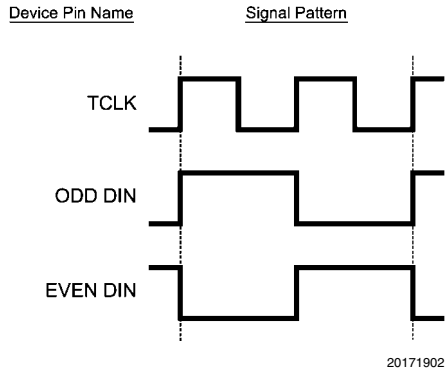 Device Pin Name Signal Pattern
TCLK
ODD DIN
EVEN DIN
20171902